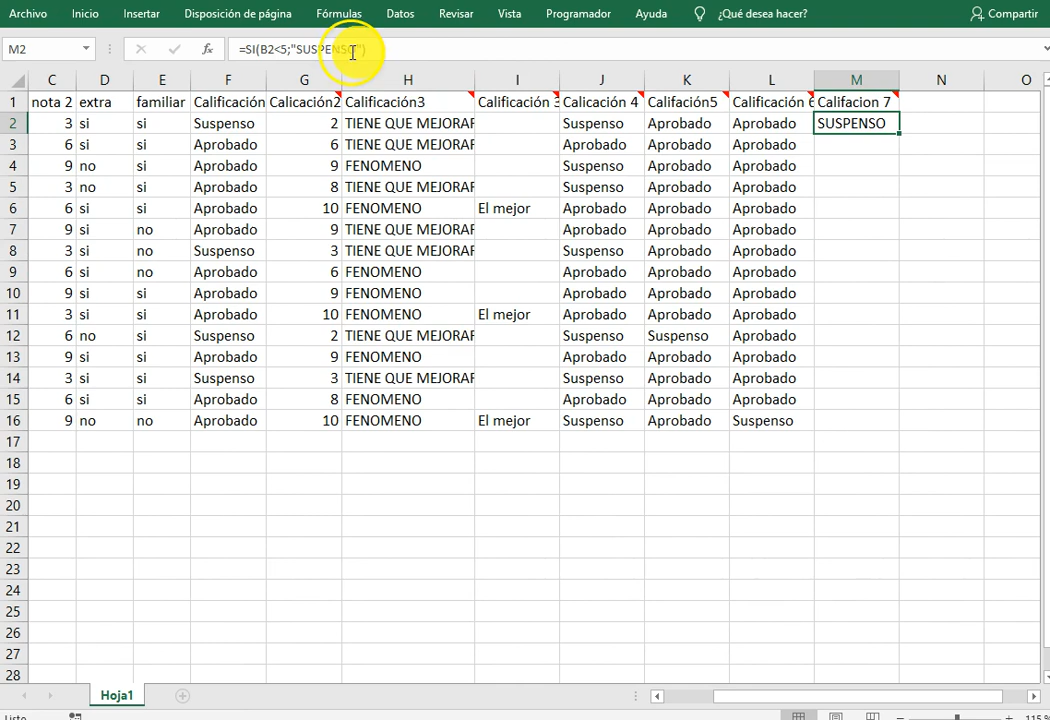 Archivo Inicio Insertar Disposición de página Fórmulas Datos Revisar Vista Programador Ayuda ¿Qué desea hacer? Compartir
M2 fx =SI(B2<5;"SUSPENSO")
C D E F G H I J K L M N O
1 nota 2 extra familiar Calificación Calicación2 Calificación3 Calificación 3 Calicación 4 Califación5 Calificación 6 Califacion 7
2 3 si si Suspenso 2 TIENE QUE MEJORAR Suspenso Aprobado Aprobado SUSPENSO
3 6 si si Aprobado 6 TIENE QUE MEJORAR Aprobado Aprobado Aprobado
4 9 no si Aprobado 9 FENOMENO Suspenso Aprobado Aprobado
5 3 no si Aprobado 8 TIENE QUE MEJORAR Suspenso Aprobado Aprobado
6 6 si si Aprobado 10 FENOMENO El mejor Aprobado Aprobado Aprobado
7 9 si no Aprobado 9 TIENE QUE MEJORAR Aprobado Aprobado Aprobado
8 3 si no Suspenso 3 TIENE QUE MEJORAR Suspenso Aprobado Aprobado
9 6 si no Aprobado 6 FENOMENO Aprobado Aprobado Aprobado
10 9 si si Aprobado 9 FENOMENO Aprobado Aprobado Aprobado
11 3 si si Aprobado 10 FENOMENO El mejor Aprobado Aprobado Aprobado
12 6 no si Suspenso 2 TIENE QUE MEJORAR Suspenso Suspenso Aprobado
13 9 si si Aprobado 9 FENOMENO Aprobado Aprobado Aprobado
14 3 si si Suspenso 3 TIENE QUE MEJORAR Suspenso Aprobado Aprobado
15 6 si si Aprobado 8 FENOMENO Aprobado Aprobado Aprobado
16 9 no no Aprobado 10 FENOMENO El mejor Suspenso Aprobado Suspenso
17
18
19
20
21
22
23
24
25
26
27
28
Hoja1
Listo 115 %